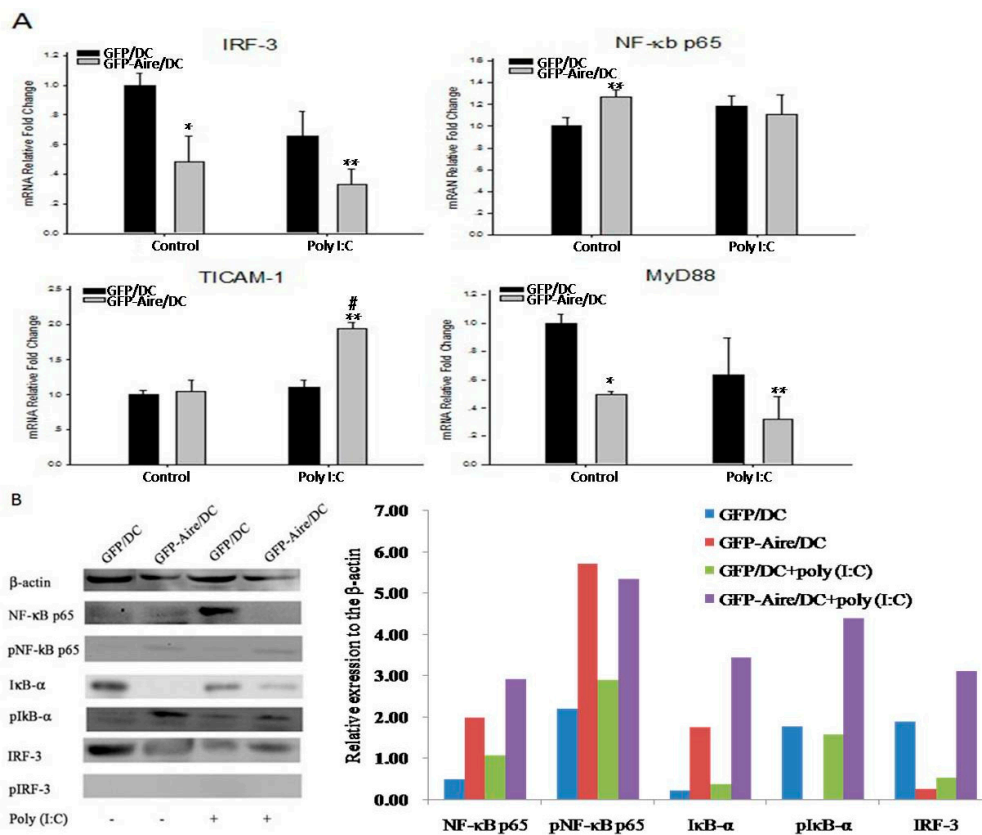 A
IRF-3
GFP/DC
GFP-Aire/DC
mRNA Relative Fold Change
1.2
1.0
.8
.6
.4
.2
0
*
**
Control
Poly I:C
NF-κb p65
GFP/DC
GFP-Aire/DC
mRAN Relative Fold Change
1.6
1.4
1.2
1.0
.8
.6
.4
.2
0
**
Control
Poly I:C
TICAM-1
GFP/DC
GFP-Aire/DC
mRNA Relative Fold Change
2.5
2.0
1.5
1.0
.5
0.0
#
**
Control
Poly I:C
MyD88
GFP/DC
GFP-Aire/DC
mRNA Relative Fold Change
1.2
1.0
.8
.6
.4
.2
0
*
**
Control
Poly I:C
B
GFP/DC GFP-Aire/DC GFP/DC GFP-Aire/DC
β-actin
NF-κB p65
pNF-kB p65
IκB-α
pIkB-α
IRF-3
pIRF-3
Poly (I:C) - - + +
Relative exression to the β-actin
7.00
6.00
5.00
4.00
3.00
2.00
1.00
0.00
GFP/DC
GFP-Aire/DC
GFP/DC+poly (I:C)
GFP-Aire/DC+poly (I:C)
NF-κB p65 pNF-κB p65 IκB-α pIκB-α IRF-3